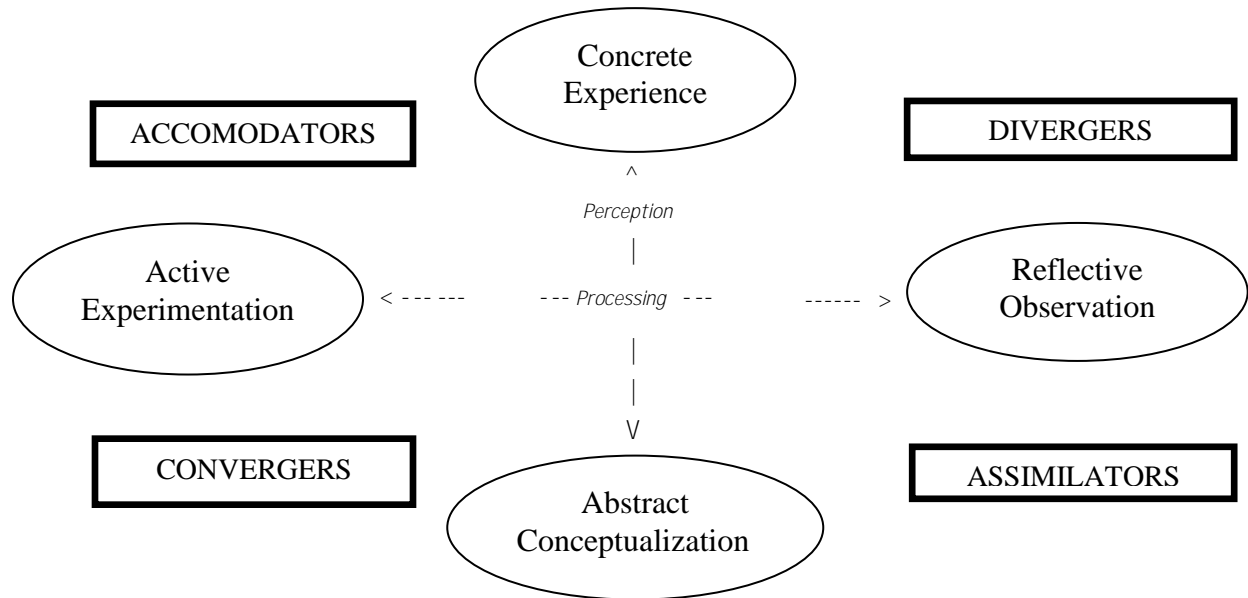 Concrete
Experience
ACCOMODATORS
DIVERGERS
^
Perception
|
Active
Experimentation
Reflective
Observation
< - -- --- --- Processing - -- ------ >
|
|
V
CONVERGERS
ASSIMILATORS
Abstract
Conceptualization